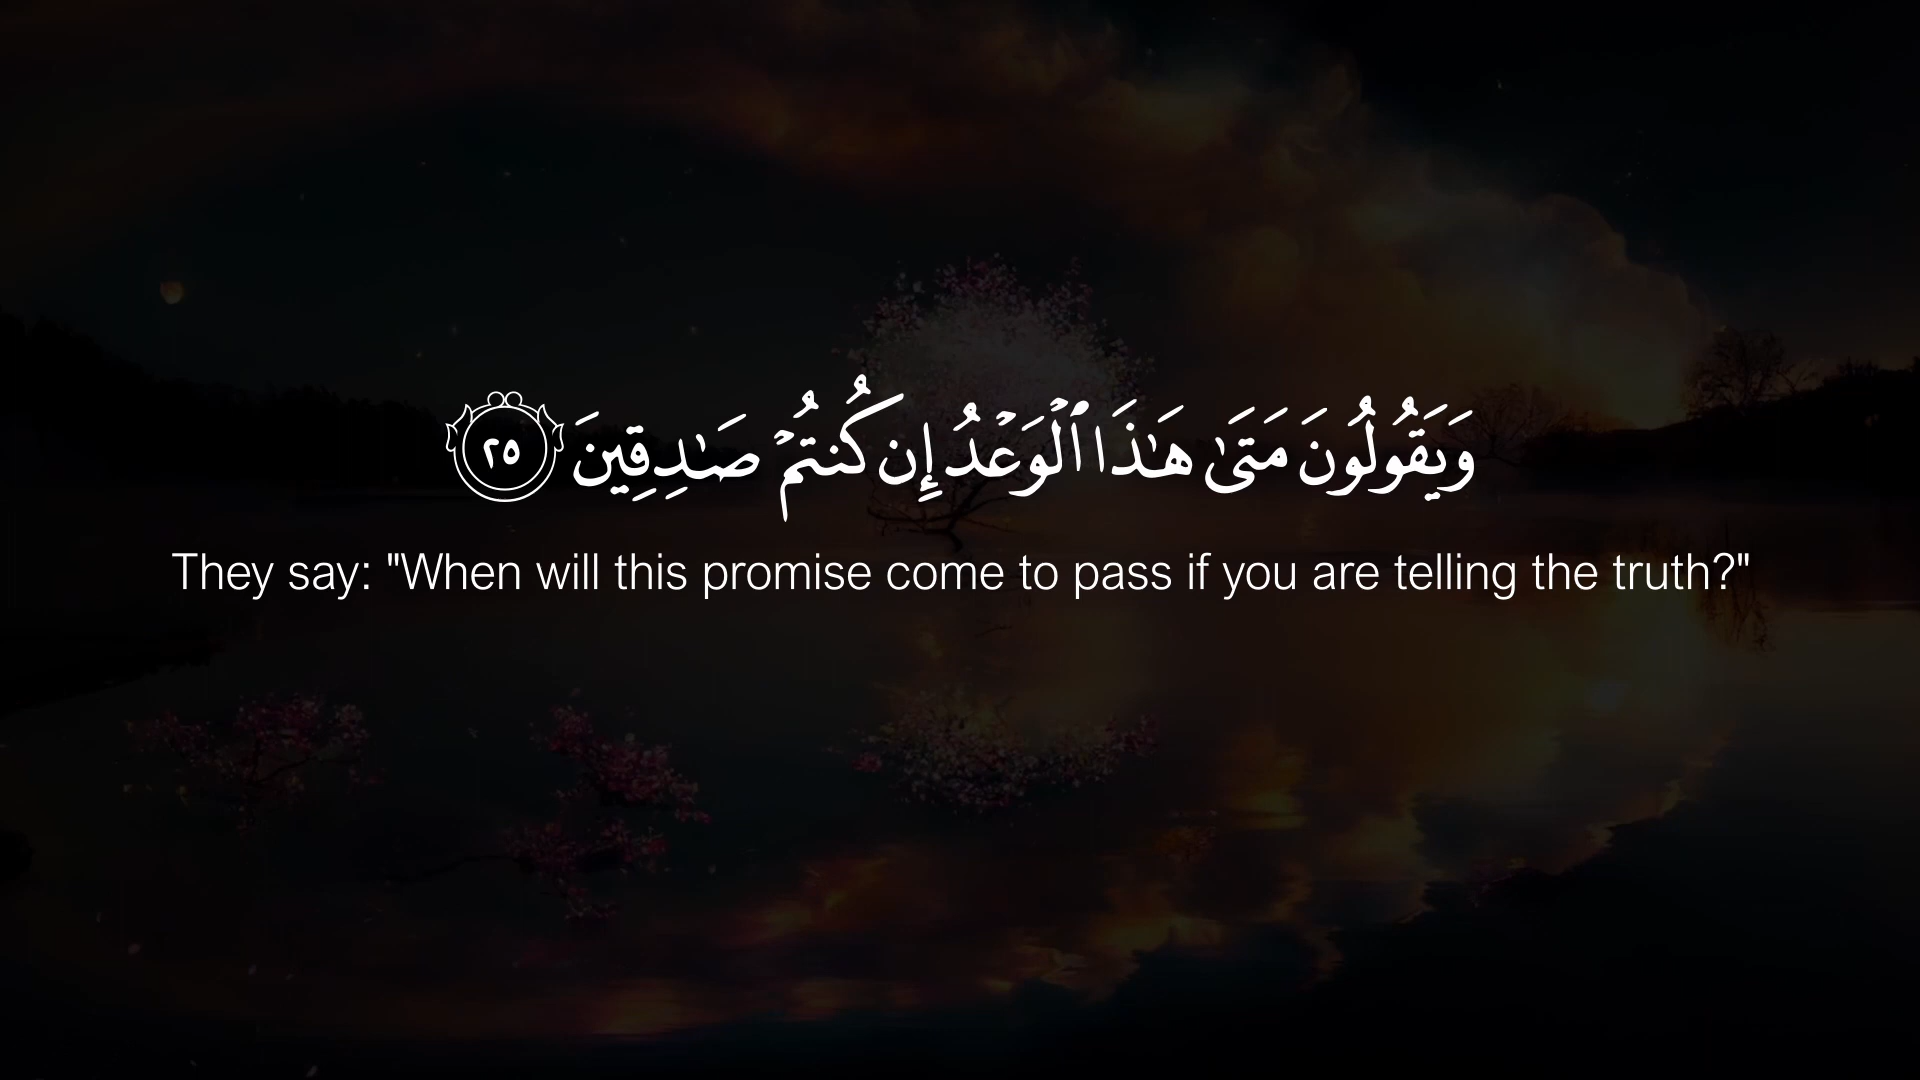 وَيَقُولُونَ مَتَىٰ هَـٰذَا ٱلْوَعْدُ إِن كُنتُمْ صَـٰدِقِينَ ٢٥
They say: "When will this promise come to pass if you are telling the truth?"